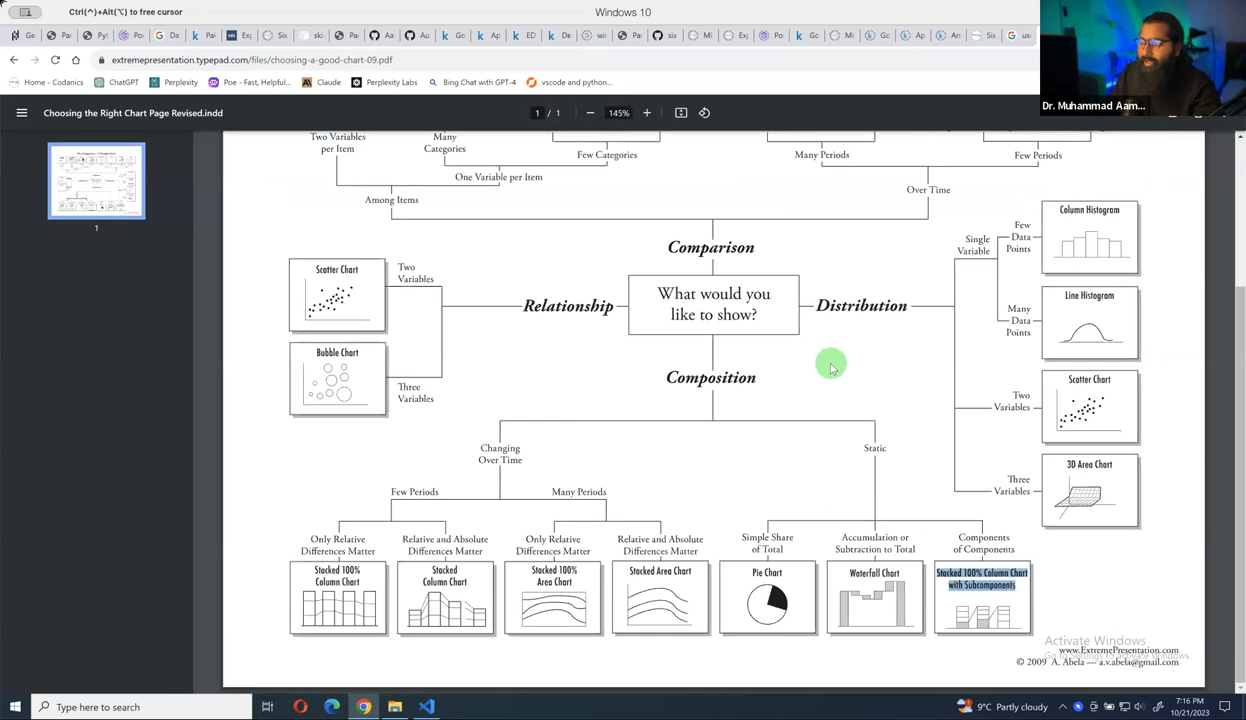 Ctrl(^)+Alt(⌥) to free cursor
Windows 10
extremepresentation.typepad.com/files/choosing-a-good-chart-09.pdf
Home - Codanics
ChatGPT
Perplexity
Poe - Fast, Helpful...
Claude
Perplexity Labs
Bing Chat with GPT-4
vscode and python...
Dr. Muhammad Aam...
Choosing the Right Chart Page Revised.indd
1 / 1
145%
1
Two Variables
per Item
Many
Categories
Few Categories
Many Periods
Few Periods
One Variable per Item
Among Items
Over Time
Comparison
What would you
like to show?
Relationship
Distribution
Composition
Scatter Chart
Two
Variables
Bubble Chart
Three
Variables
Single
Variable
Few
Data
Points
Column Histogram
Many
Data
Points
Line Histogram
Two
Variables
Scatter Chart
Three
Variables
3D Area Chart
Changing
Over Time
Static
Few Periods
Many Periods
Only Relative
Differences Matter
Relative and Absolute
Differences Matter
Only Relative
Differences Matter
Relative and Absolute
Differences Matter
Simple Share
of Total
Accumulation or
Subtraction to Total
Components
of Components
Stacked 100%
Column Chart
Stacked
Column Chart
Stacked 100%
Area Chart
Stacked Area Chart
Pie Chart
Waterfall Chart
Stacked 100% Column Chart
with Subcomponents
Activate Windows
Go to Settings to activate Windows.
www.ExtremePresentation.com
© 2009 A. Abela — a.v.abela@gmail.com
Type here to search
9°C Partly cloudy
7:16 PM
10/21/2023